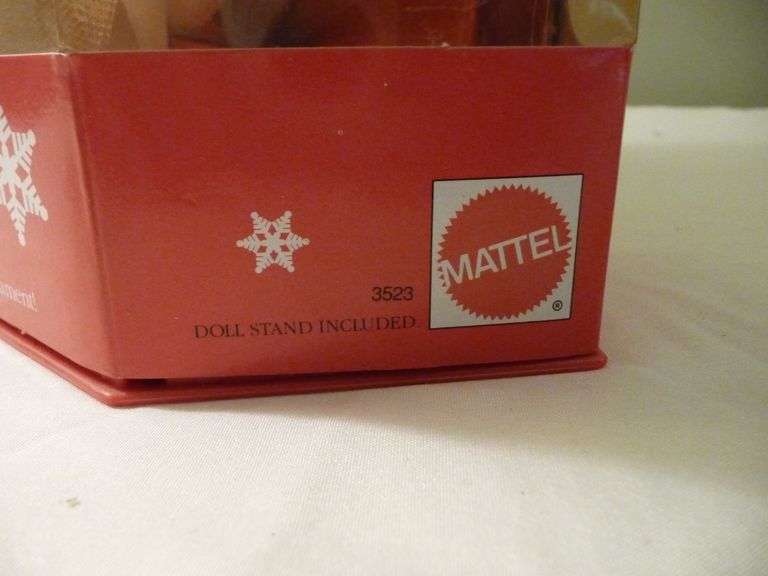 MATTEL
®
3523
DOLL STAND INCLUDED.